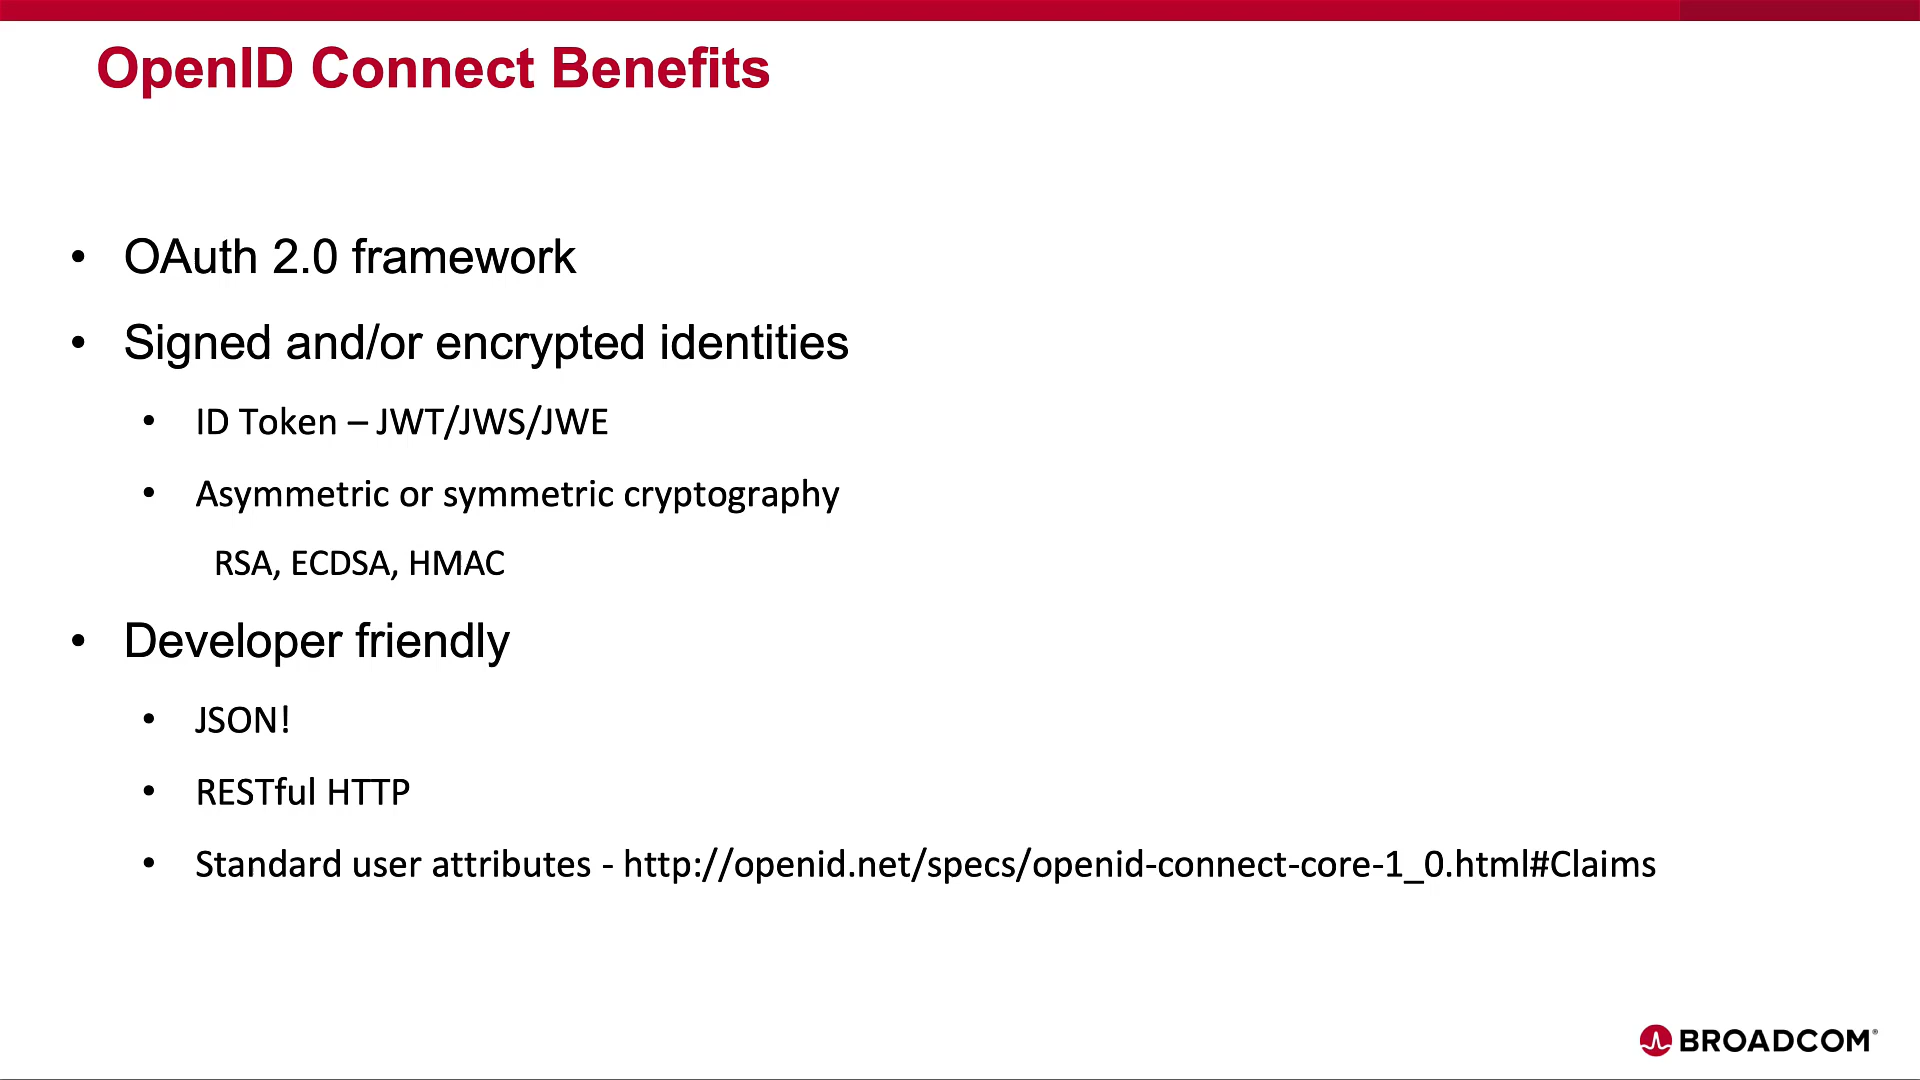 OpenID Connect Benefits
• OAuth 2.0 framework
• Signed and/or encrypted identities
• ID Token – JWT/JWS/JWE
• Asymmetric or symmetric cryptography
RSA, ECDSA, HMAC
• Developer friendly
• JSON!
• RESTful HTTP
• Standard user attributes - http://openid.net/specs/openid-connect-core-1_0.html#Claims
BROADCOM®